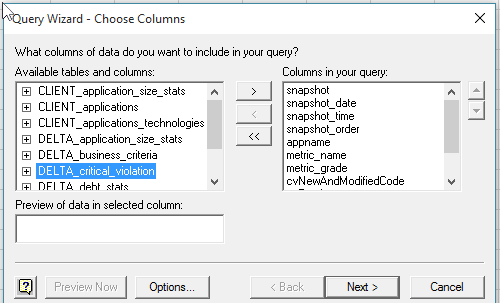 Query Wizard - Choose Columns
What columns of data do you want to include in your query?
Available tables and columns:
Columns in your query:
CLIENT_application_size_stats
CLIENT_applications
CLIENT_applications_technologies
DELTA_application_size_stats
DELTA_business_criteria
DELTA_critical_violation
DELTA_debt_stats
>
<
<<
snapshot
snapshot_date
snapshot_time
snapshot_order
appname
metric_name
metric_grade
cvNewAndModifiedCode
Preview of data in selected column:
?
Preview Now
Options...
< Back
Next >
Cancel